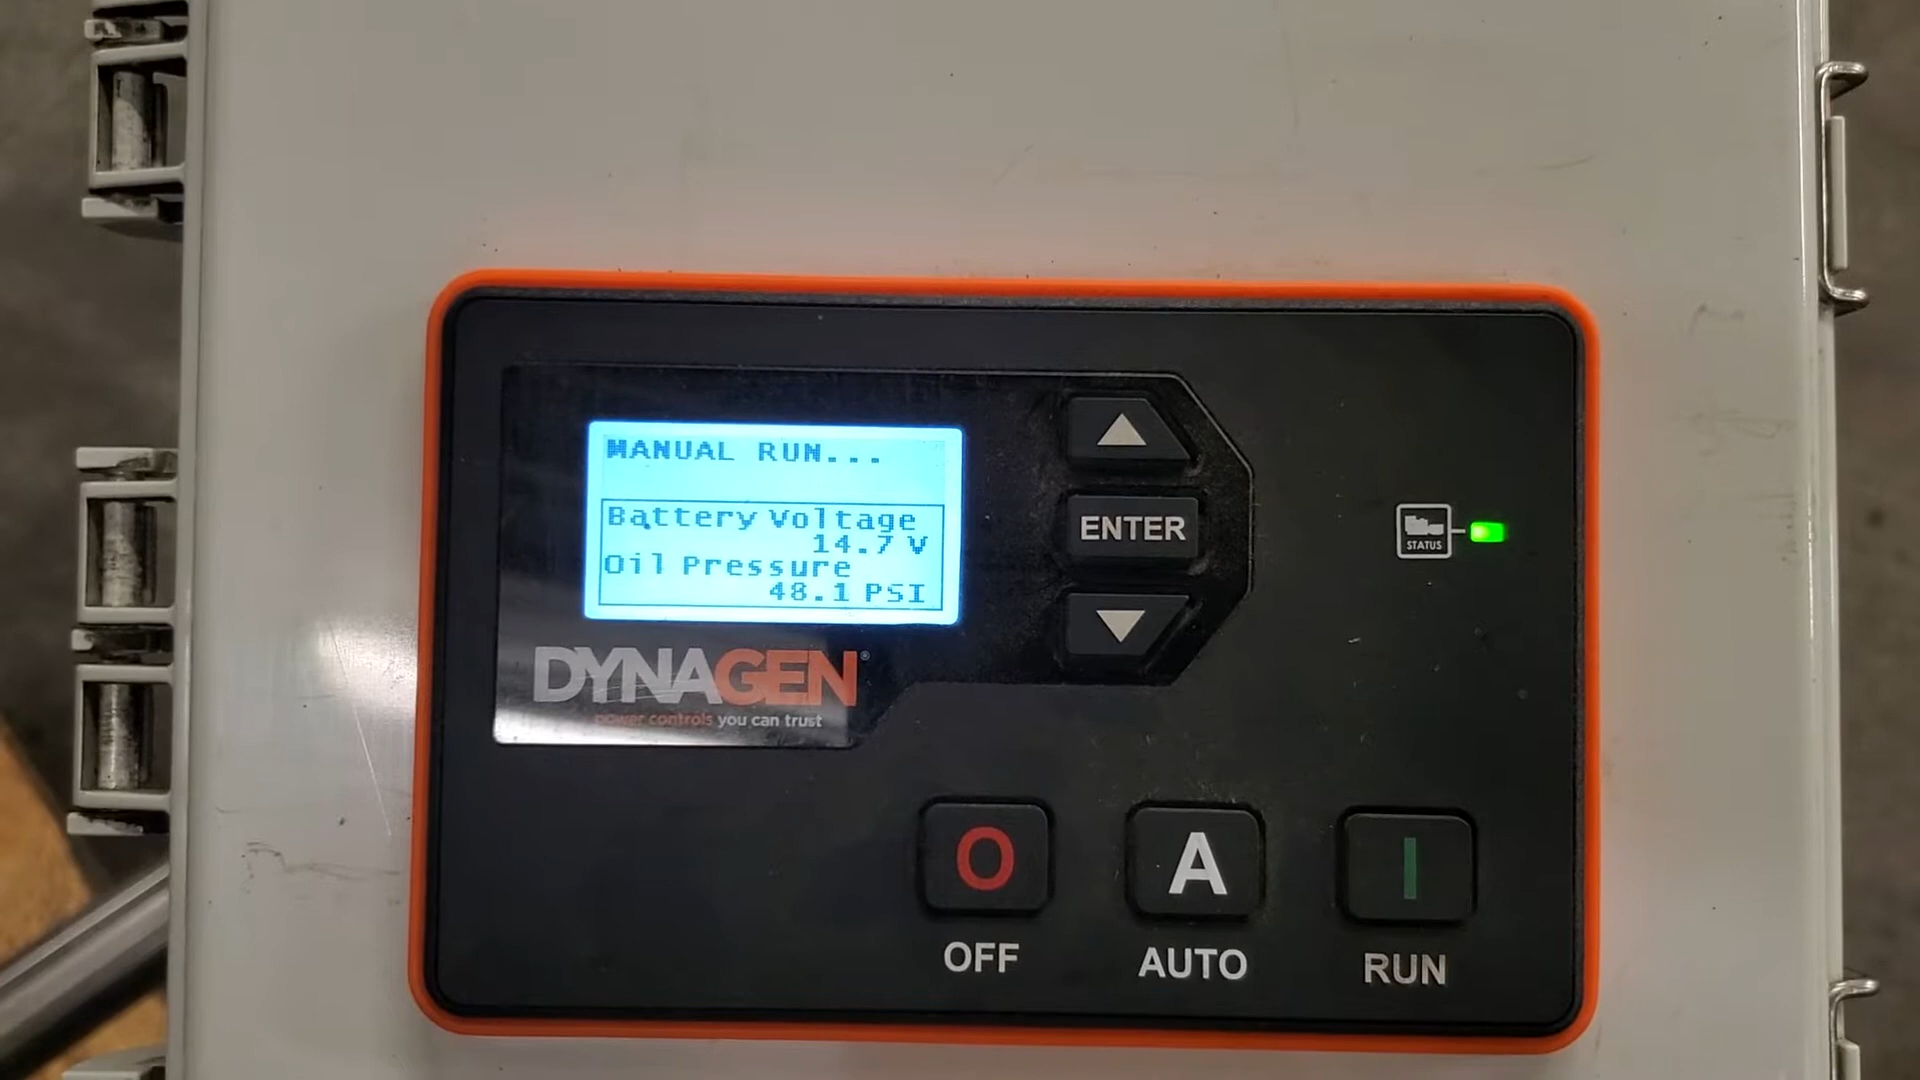 MANUAL RUN...
Battery Voltage
14.7 V
Oil Pressure
48.1 PSI
ENTER
STATUS
DYNAGEN®
power controls you can trust
O
A
I
OFF
AUTO
RUN